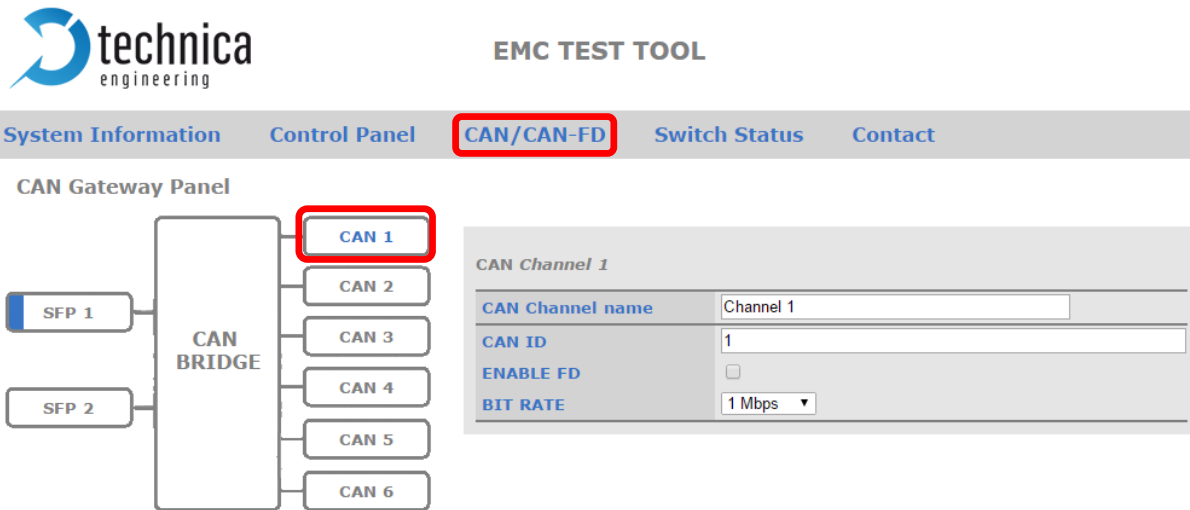 technica
engineering
EMC TEST TOOL
System Information Control Panel CAN/CAN-FD Switch Status Contact
CAN Gateway Panel
SFP 1
SFP 2
CAN
BRIDGE
CAN 1
CAN 2
CAN 3
CAN 4
CAN 5
CAN 6
CAN Channel 1
CAN Channel name Channel 1
CAN ID 1
ENABLE FD
BIT RATE 1 Mbps